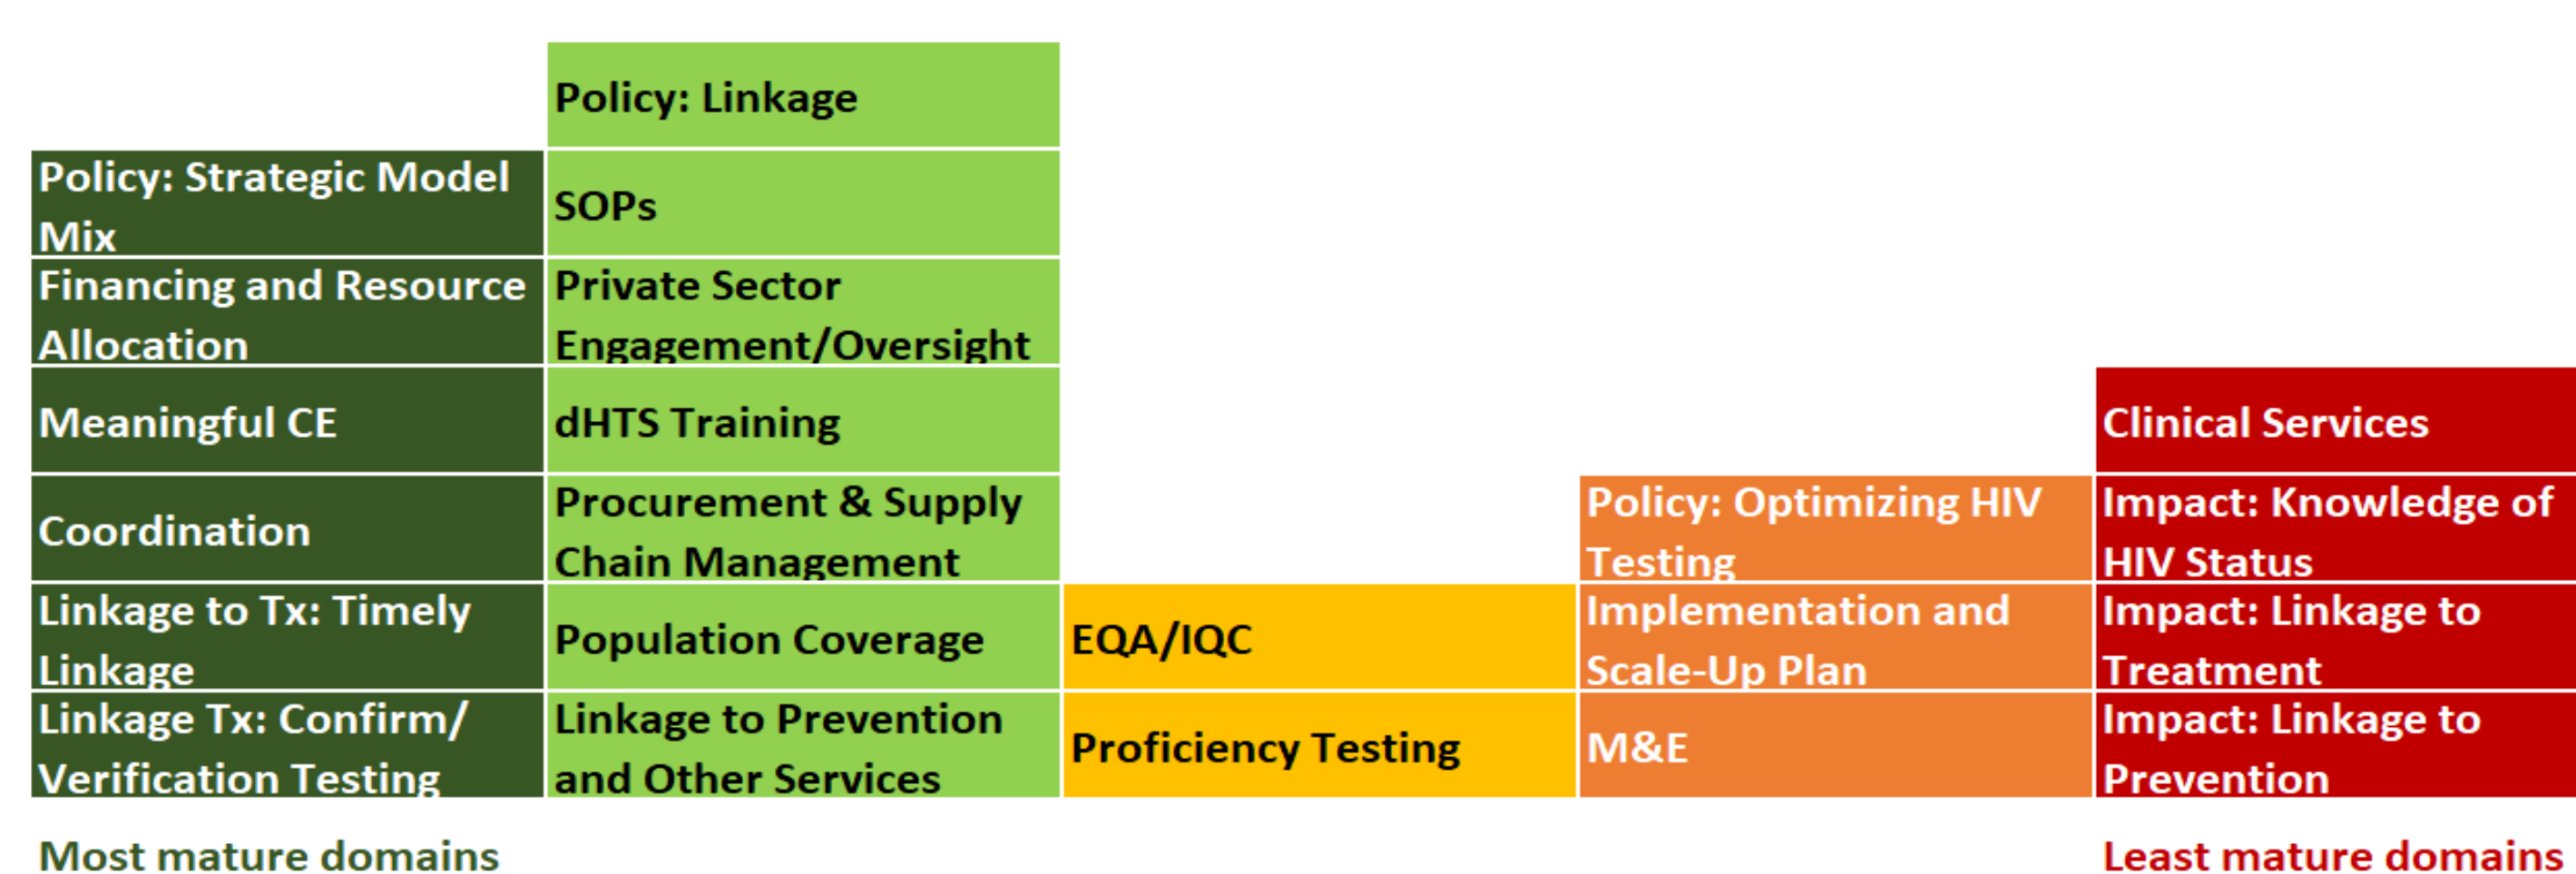 Policy: Strategic Model
Mix
Financing and Resource
Allocation
Meaningful CE
Coordination
Linkage to Tx: Timely
Linkage
Linkage Tx: Confirm/
Verification Testing
Most mature domains
Policy: Linkage
SOPs
Private Sector
Engagement/Oversight
dHTS Training
Procurement & Supply
Chain Management
Population Coverage
Linkage to Prevention
and Other Services
EQA/IQC
Proficiency Testing
Policy: Optimizing HIV
Testing
Implementation and
Scale-Up Plan
M&E
Clinical Services
Impact: Knowledge of
HIV Status
Impact: Linkage to
Treatment
Impact: Linkage to
Prevention
Least mature domains